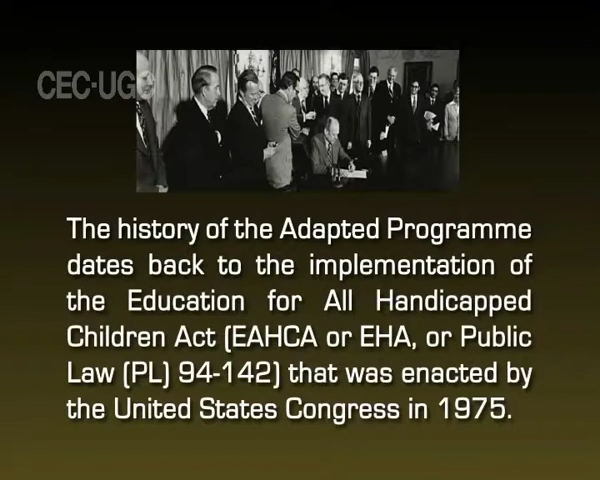 CEC-UG
The history of the Adapted Programme
dates back to the implementation of
the Education for All Handicapped
Children Act (EAHCA or EHA, or Public
Law (PL) 94-142) that was enacted by
the United States Congress in 1975.